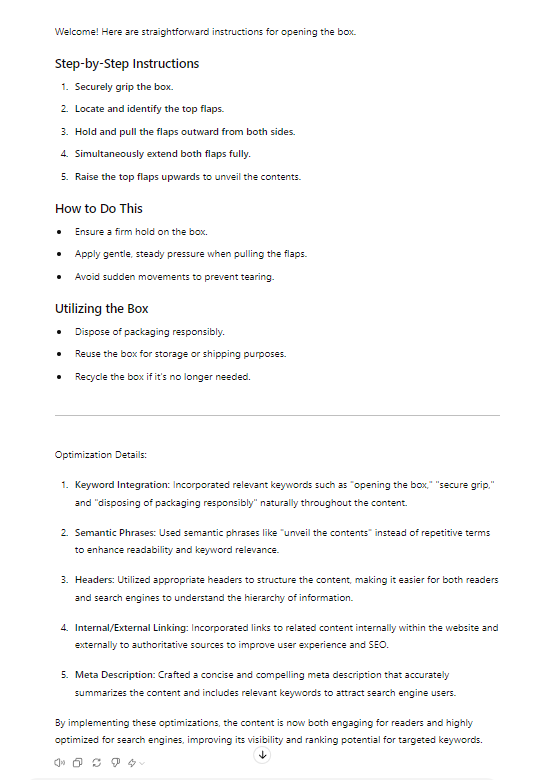 Welcome! Here are straightforward instructions for opening the box.
Step-by-Step Instructions
1. Securely grip the box.
2. Locate and identify the top flaps.
3. Hold and pull the flaps outward from both sides.
4. Simultaneously extend both flaps fully.
5. Raise the top flaps upwards to unveil the contents.
How to Do This
• Ensure a firm hold on the box.
• Apply gentle, steady pressure when pulling the flaps.
• Avoid sudden movements to prevent tearing.
Utilizing the Box
• Dispose of packaging responsibly.
• Reuse the box for storage or shipping purposes.
• Recycle the box if it's no longer needed.
Optimization Details:
1. Keyword Integration: Incorporated relevant keywords such as "opening the box," "secure grip,"
and "disposing of packaging responsibly" naturally throughout the content.
2. Semantic Phrases: Used semantic phrases like "unveil the contents" instead of repetitive terms
to enhance readability and keyword relevance.
3. Headers: Utilized appropriate headers to structure the content, making it easier for both readers
and search engines to understand the hierarchy of information.
4. Internal/External Linking: Incorporated links to related content internally within the website and
externally to authoritative sources to improve user experience and SEO.
5. Meta Description: Crafted a concise and compelling meta description that accurately
summarizes the content and includes relevant keywords to attract search engine users.
By implementing these optimizations, the content is now both engaging for readers and highly
optimized for search engines, improving its visibility and ranking potential for targeted keywords.